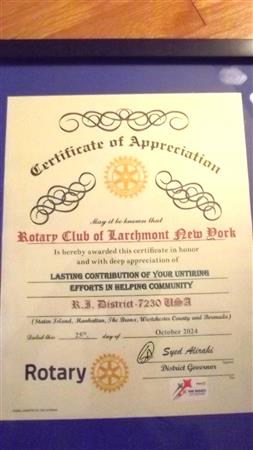 Certificate of Appreciation
May it be known that
Rotary Club of Larchmont New York
Is hereby awarded this certificate in honor
and with deep appreciation of
LASTING CONTRIBUTION OF YOUR UNTIRING
EFFORTS IN HELPING COMMUNITY
R.I. District-7230 USA
(Staten Island, Manhattan, The Bronx, Westchester County and Bermuda)
Dated this 25th, day of October 2024
Syed Alirahi
District Governor
Rotary